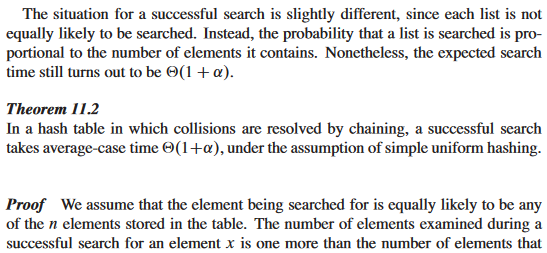 The situation for a successful search is slightly different, since each list is not
equally likely to be searched. Instead, the probability that a list is searched is pro-
portional to the number of elements it contains. Nonetheless, the expected search
time still turns out to be Θ(1 + α).
Theorem 11.2
In a hash table in which collisions are resolved by chaining, a successful search
takes average-case time Θ(1+α), under the assumption of simple uniform hashing.
Proof We assume that the element being searched for is equally likely to be any
of the n elements stored in the table. The number of elements examined during a
successful search for an element x is one more than the number of elements that